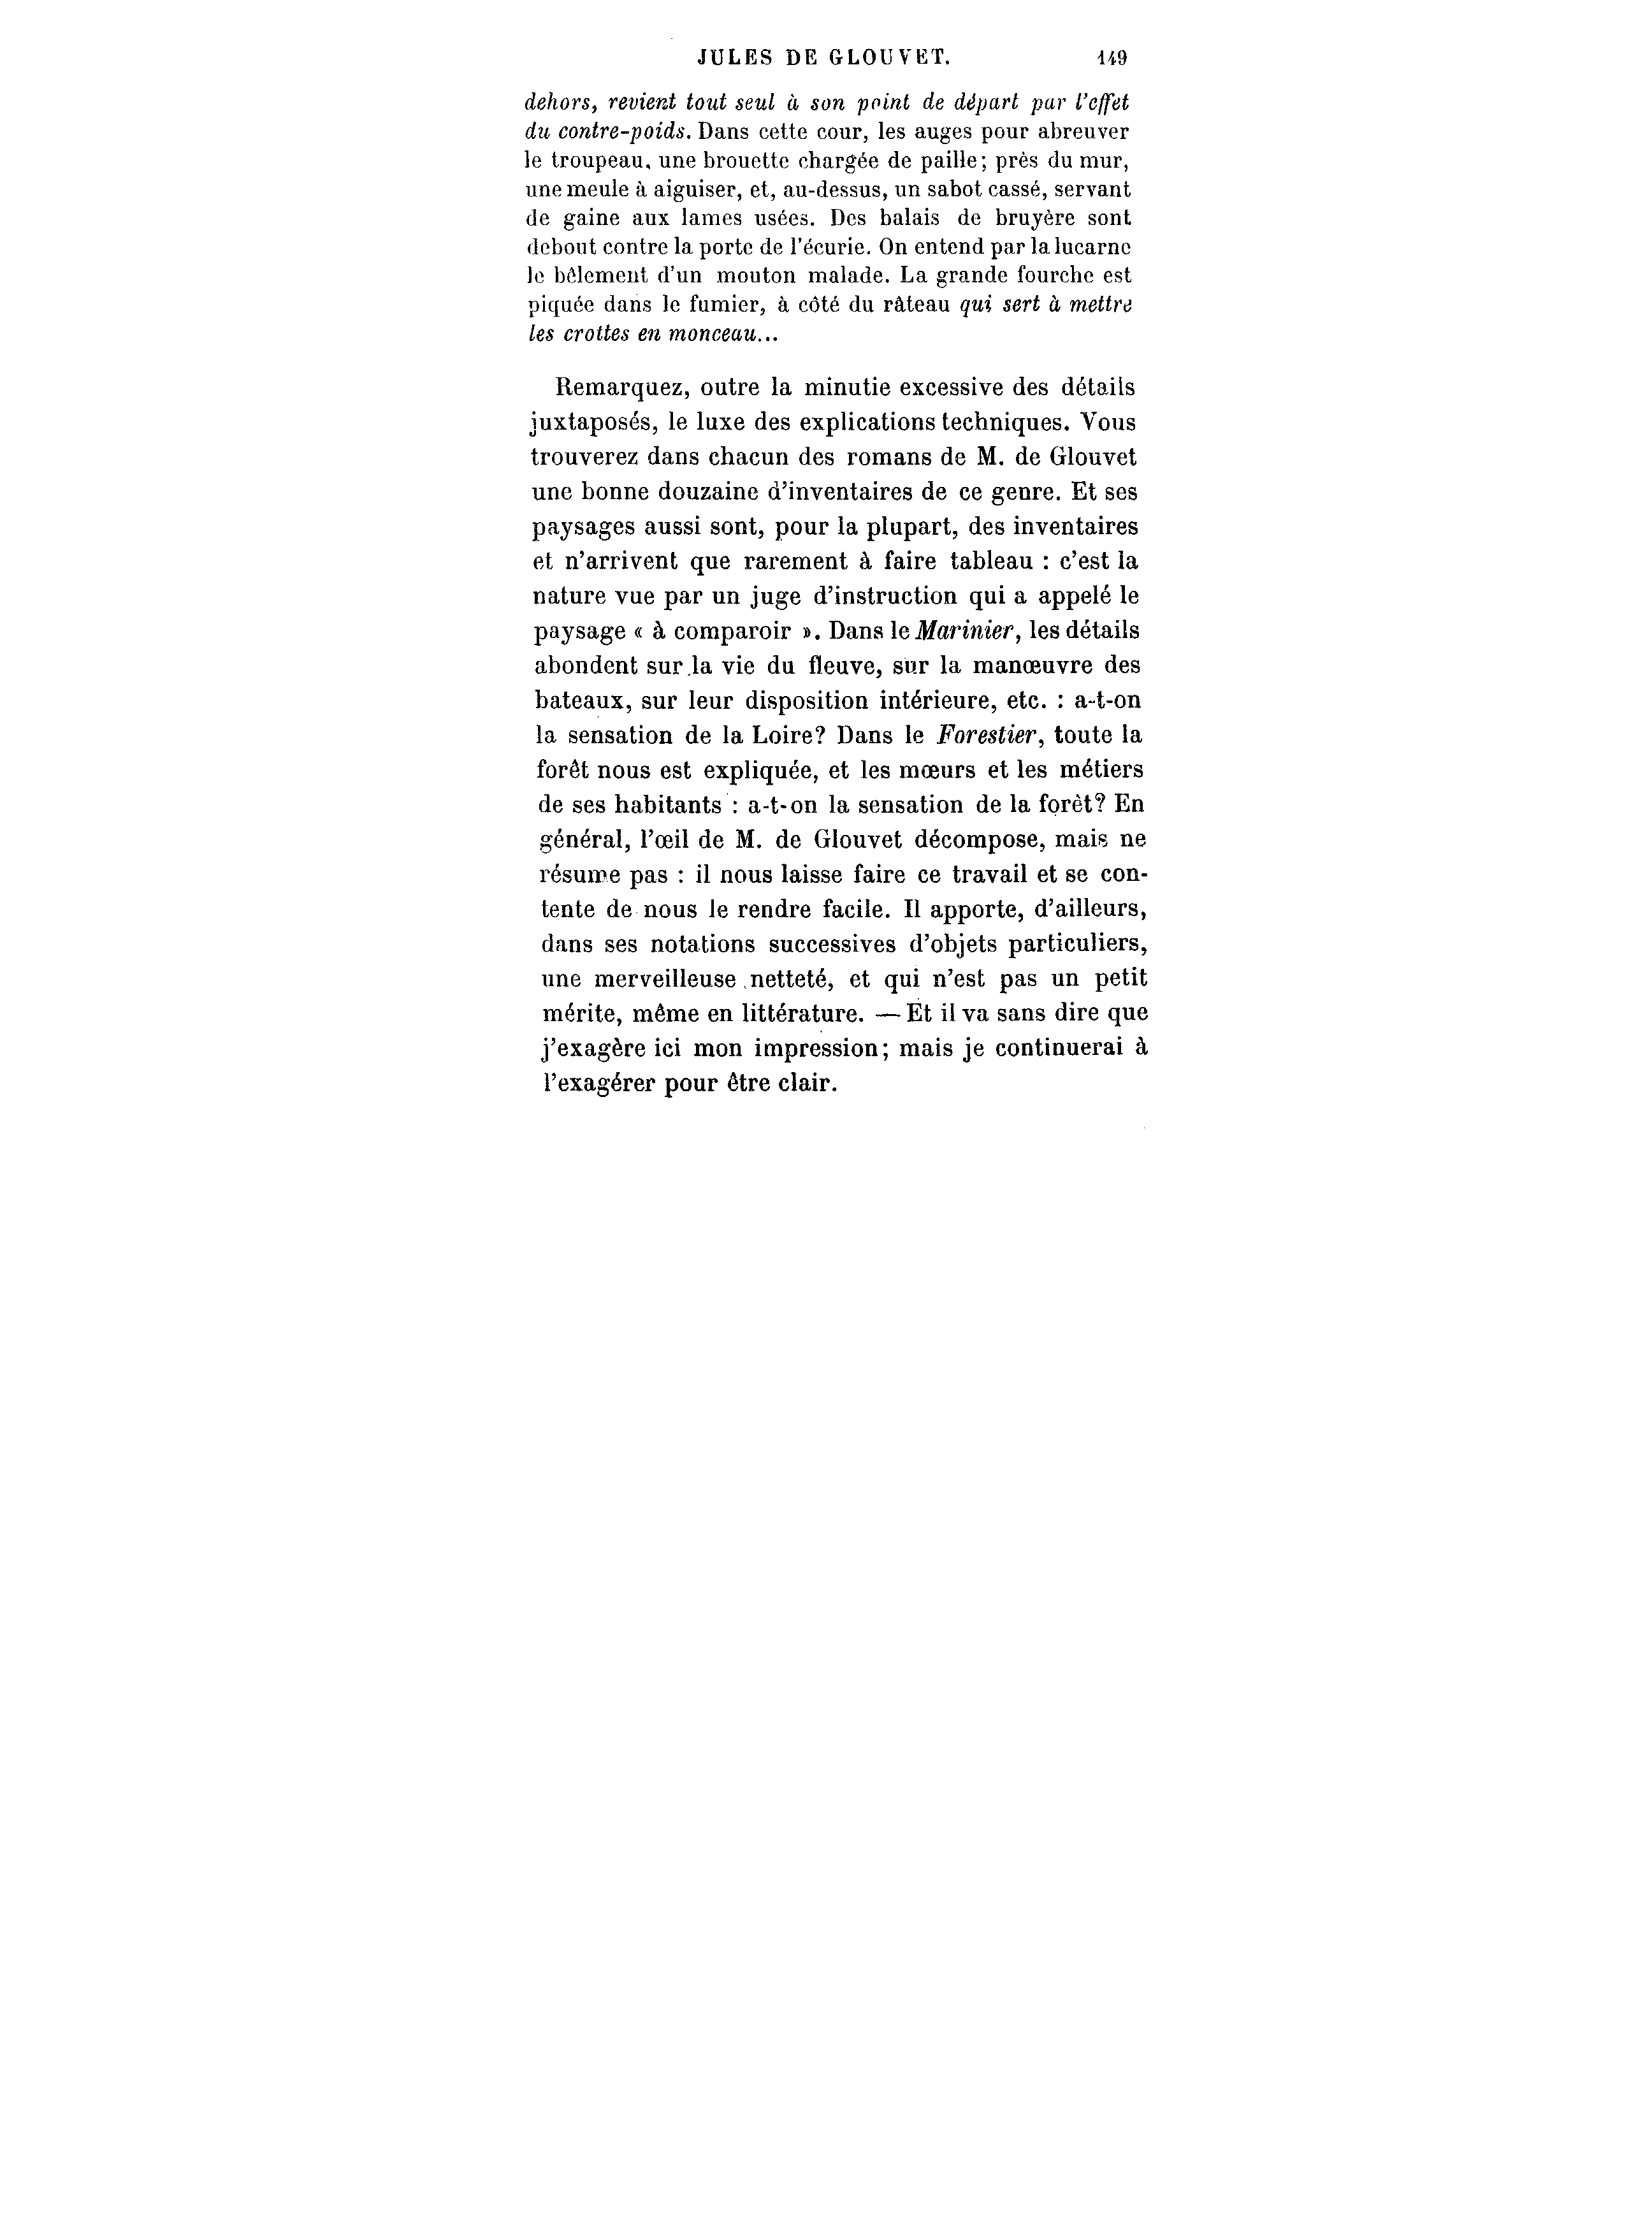 JULES DE GLOUVET. 149
dehors, revient tout seul à son point de départ par l'effet
du contre-poids. Dans cette cour, les auges pour abreuver
le troupeau, une brouette chargée de paille; près du mur,
une meule à aiguiser, et, au-dessus, un sabot cassé, servant
de gaine aux lames usées. Des balais de bruyère sont
debout contre la porte de l'écurie. On entend par la lucarne
le bêlement d'un mouton malade. La grande fourche est
piquée dans le fumier, à côté du râteau qui sert à mettre
les crottes en monceau...
Remarquez, outre la minutie excessive des détails
juxtaposés, le luxe des explications techniques. Vous
trouverez dans chacun des romans de M. de Glouvet
une bonne douzaine d'inventaires de ce genre. Et ses
paysages aussi sont, pour la plupart, des inventaires
et n'arrivent que rarement à faire tableau : c'est la
nature vue par un juge d'instruction qui a appelé le
paysage « à comparoir ». Dans le Marinier, les détails
abondent sur la vie du fleuve, sur la manœuvre des
bateaux, sur leur disposition intérieure, etc. : a-t-on
la sensation de la Loire? Dans le Forestier, toute la
forêt nous est expliquée, et les mœurs et les métiers
de ses habitants : a-t-on la sensation de la forêt? En
général, l'œil de M. de Glouvet décompose, mais ne
résume pas : il nous laisse faire ce travail et se con-
tente de nous le rendre facile. Il apporte, d'ailleurs,
dans ses notations successives d'objets particuliers,
une merveilleuse netteté, et qui n'est pas un petit
mérite, même en littérature. — Et il va sans dire que
j'exagère ici mon impression; mais je continuerai à
l'exagérer pour être clair.